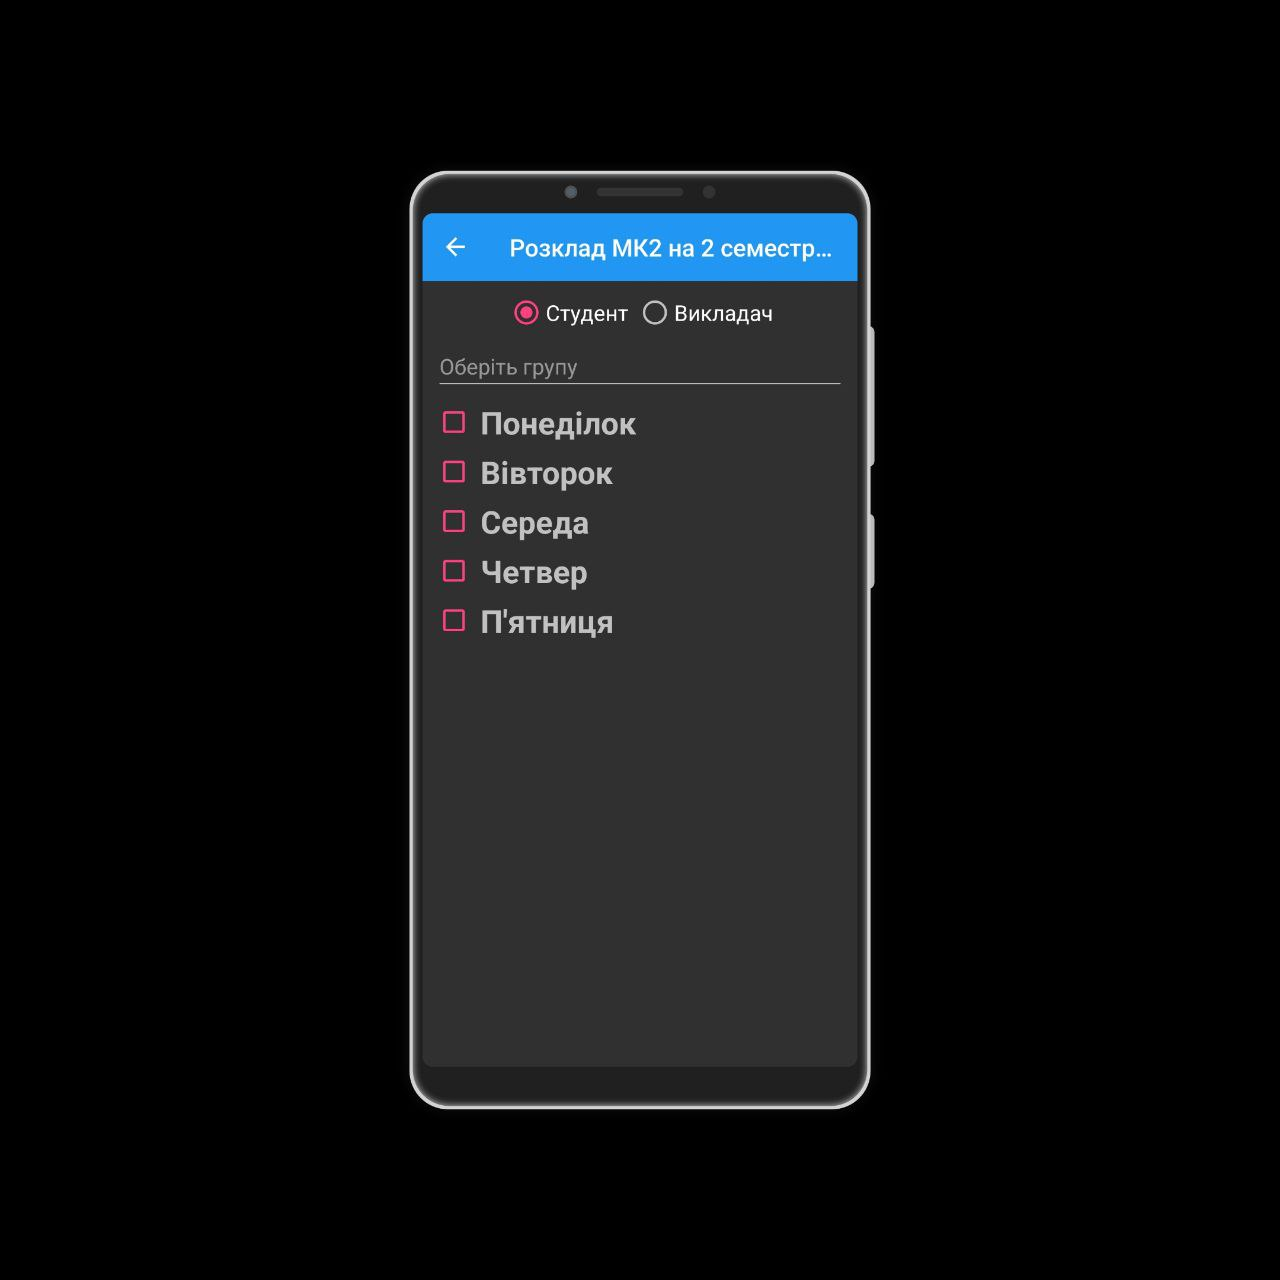 Розклад МК2 на 2 семестр...
Студент Викладач
Оберіть групу
Понеділок
Вівторок
Середа
Четвер
П'ятниця